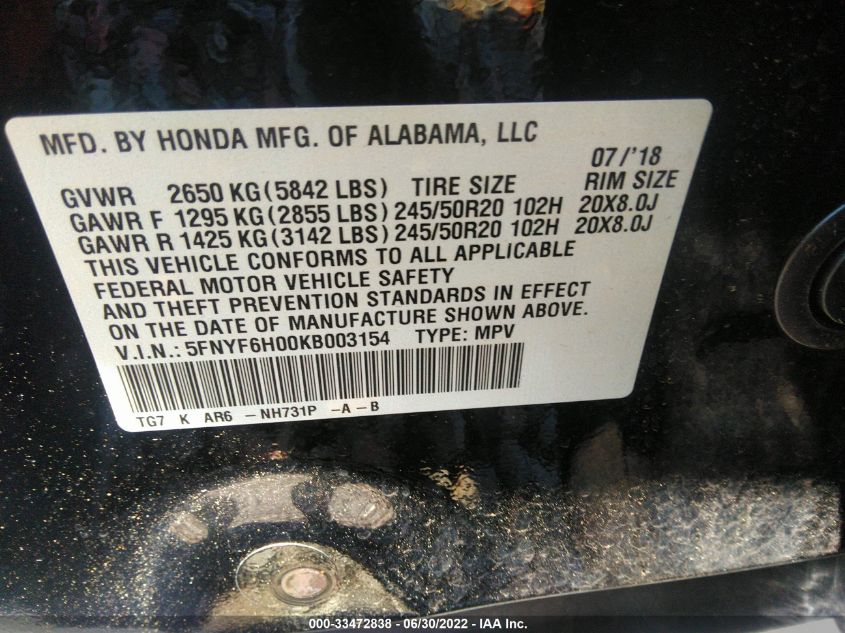 MFD. BY HONDA MFG. OF ALABAMA, LLC
07/'18
GVWR 2650 KG (5842 LBS) TIRE SIZE RIM SIZE
GAWR F 1295 KG (2855 LBS) 245/50R20 102H 20X8.0J
GAWR R 1425 KG (3142 LBS) 245/50R20 102H 20X8.0J
THIS VEHICLE CONFORMS TO ALL APPLICABLE
FEDERAL MOTOR VEHICLE SAFETY
AND THEFT PREVENTION STANDARDS IN EFFECT
ON THE DATE OF MANUFACTURE SHOWN ABOVE.
V.I.N.: 5FNYF6H00KB003154 TYPE: MPV
TG7 K AR6 -NH731P -A-B
000-33472838 - 06/30/2022 - IAA Inc.